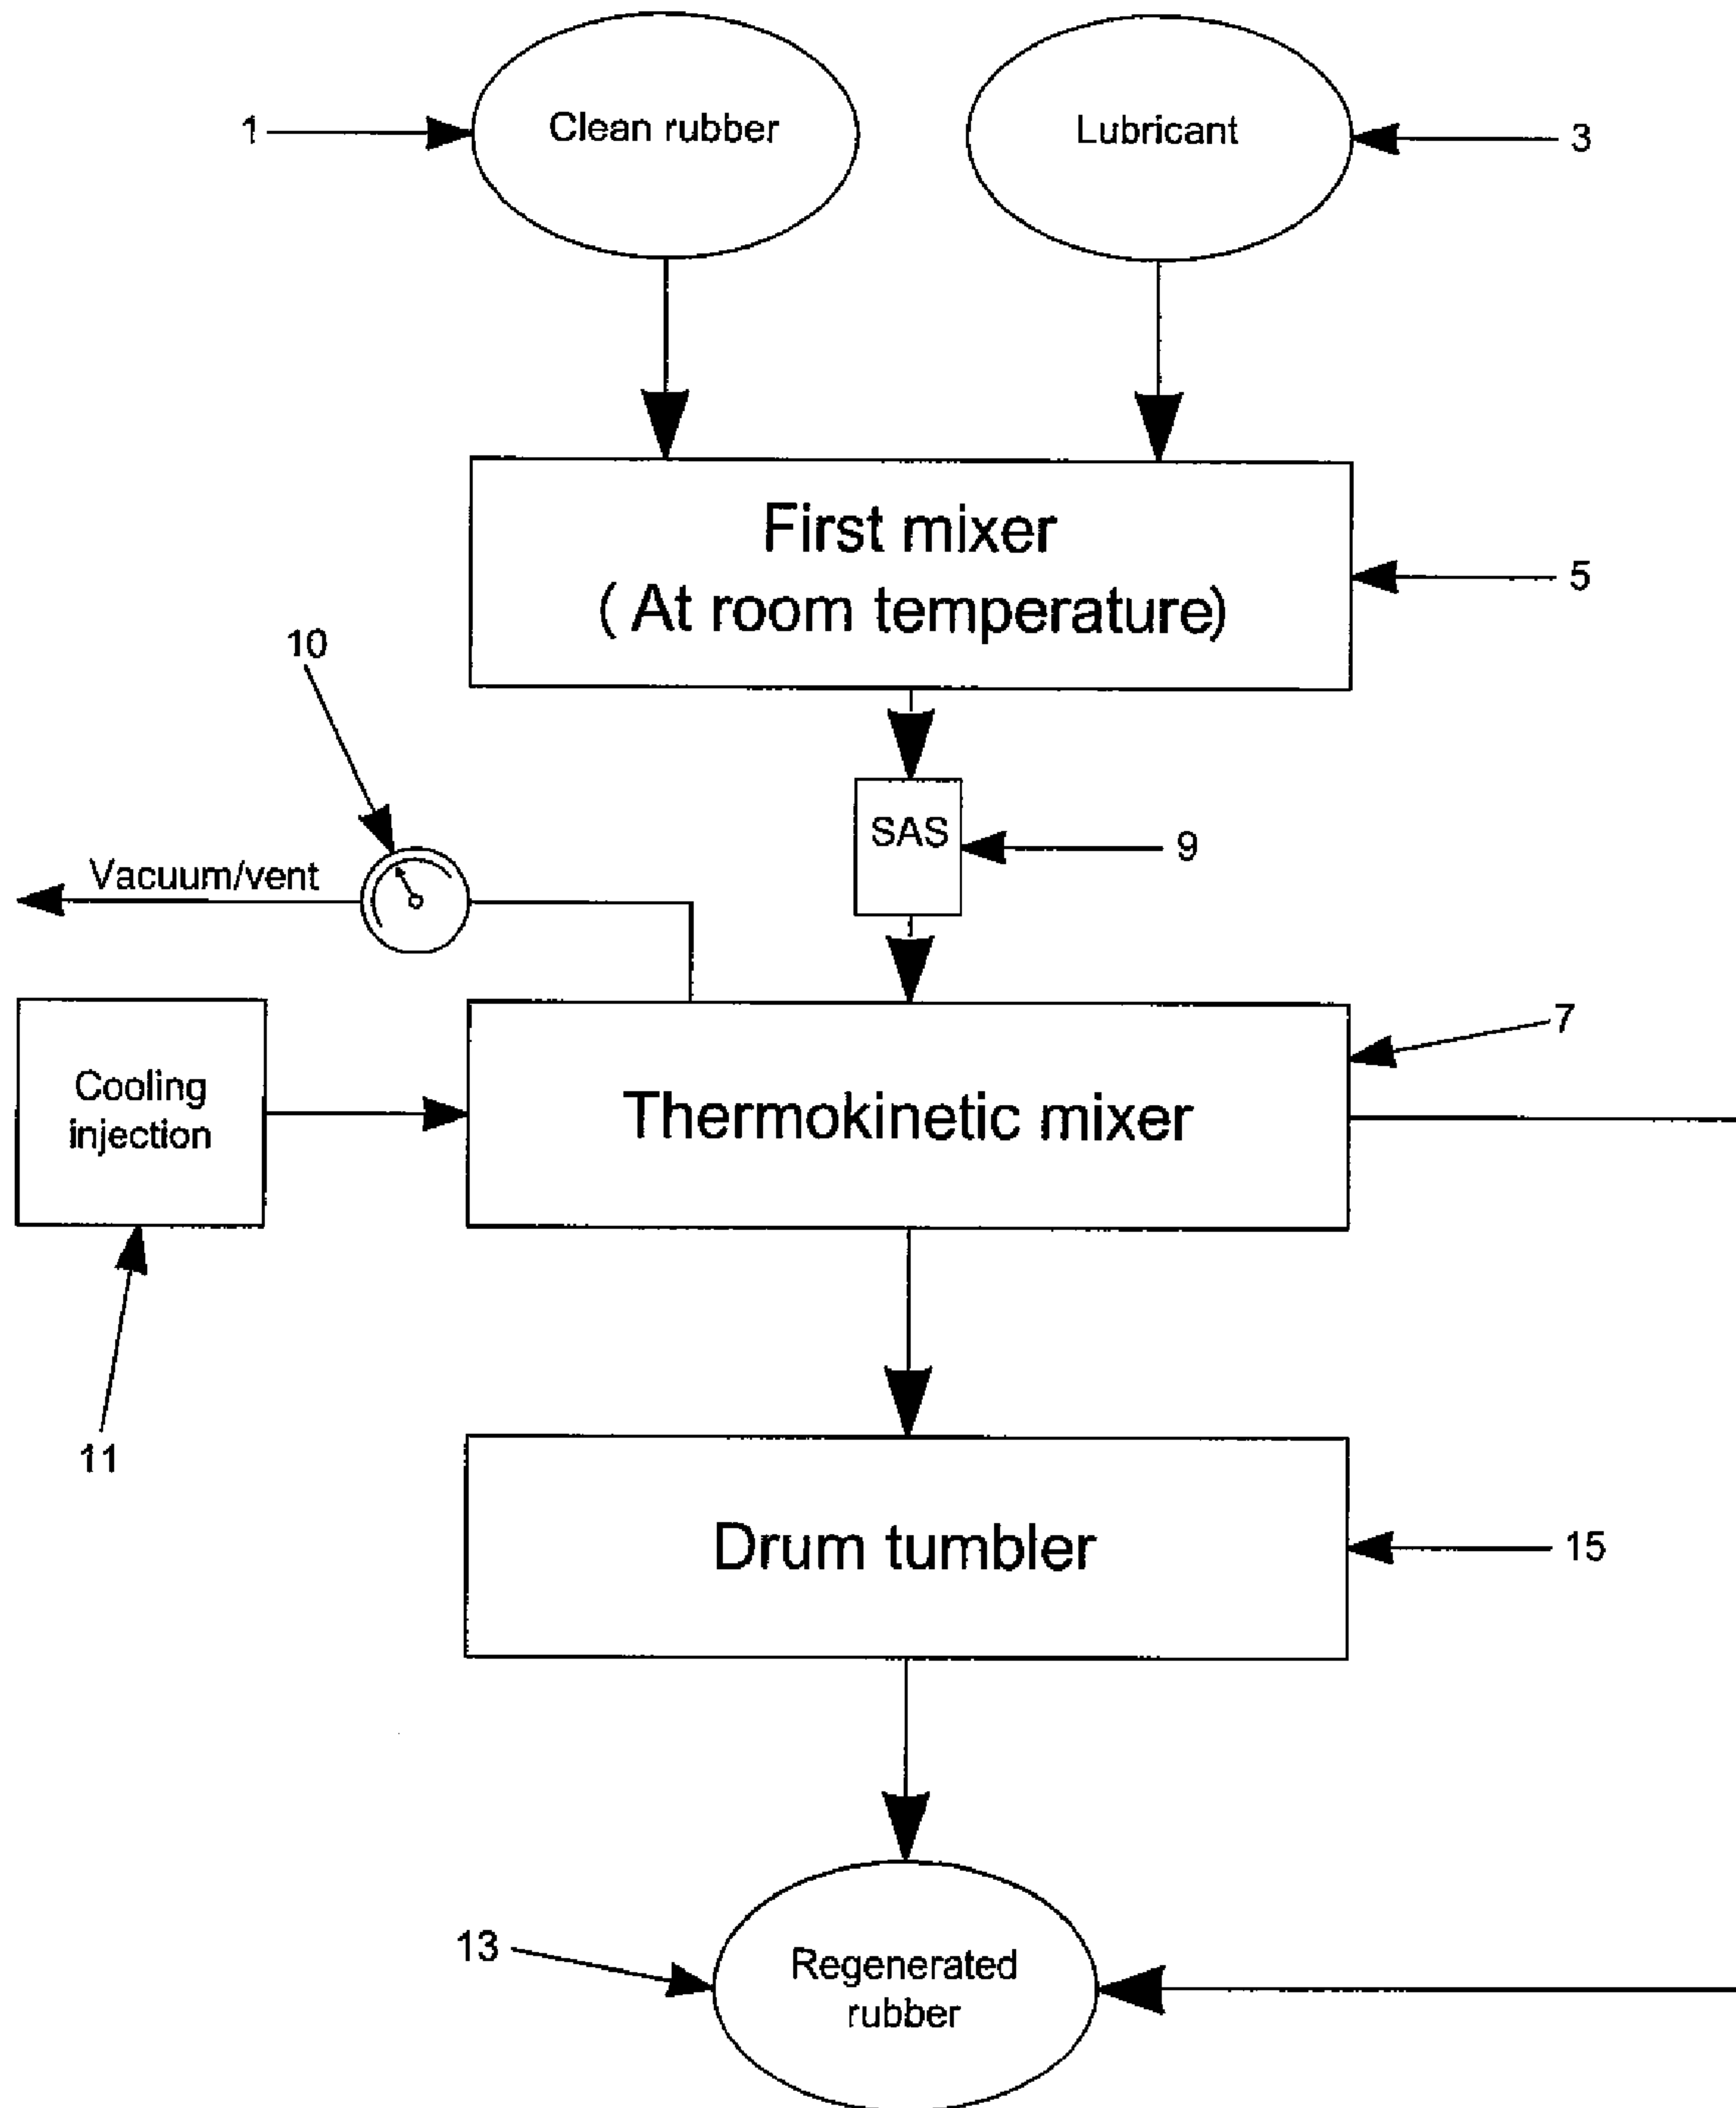 1
Clean rubber
Lubricant
3
First mixer
( At room temperature)
5
10
SAS
9
Vacuum/vent
7
Cooling
injection
Thermokinetic mixer
11
Drum tumbler
15
13
Regenerated
rubber